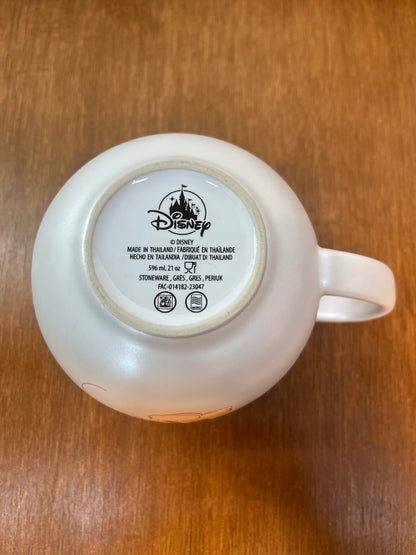 Disney
© DISNEY
MADE IN THAILAND / FABRIQUÉ EN THAÏLANDE
HECHO EN TAILANDIA / DIBUAT DI THAILAND
596 ml, 21 oz
STONEWARE , GRÈS , GRES , PERIUK
FAC-014182-23047